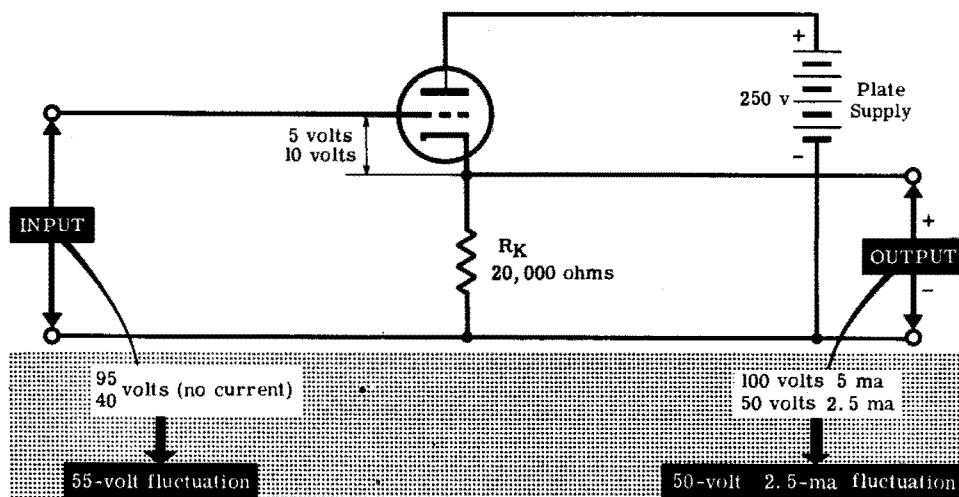 +
250 v
Plate
Supply
-
5 volts
10 volts
INPUT
R_K
20,000 ohms
+
OUTPUT
-
95
40 volts (no current)
100 volts 5 ma
50 volts 2.5 ma
55-volt fluctuation
50-volt 2.5-ma fluctuation